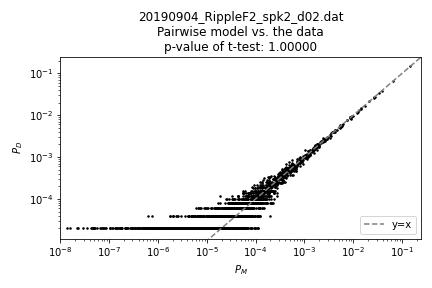 20190904_RippleF2_spk2_d02.dat
Pairwise model vs. the data
p-value of t-test: 1.00000
10⁻¹
10⁻²
10⁻³
10⁻⁴
P_D
y=x
10⁻⁸ 10⁻⁷ 10⁻⁶ 10⁻⁵ 10⁻⁴ 10⁻³ 10⁻² 10⁻¹
P_M